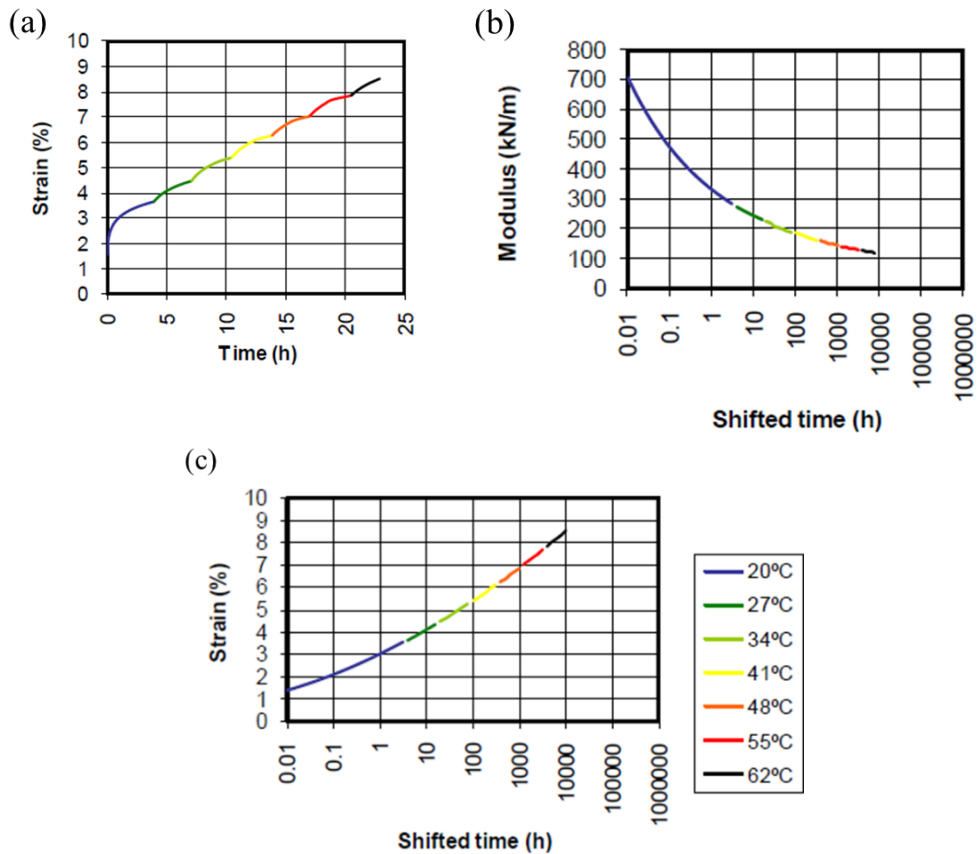 (a)
10
9
8
7
6
5
4
3
2
1
0
Strain (%)
0 5 10 15 20 25
Time (h)
(b)
800
700
600
500
400
300
200
100
0
Modulus (kN/m)
0.01 0.1 1 10 100 1000 10000 100000 1000000
Shifted time (h)
(c)
10
9
8
7
6
5
4
3
2
1
0
Strain (%)
0.01 0.1 1 10 100 1000 10000 100000 1000000
Shifted time (h)
20ºC
27ºC
34ºC
41ºC
48ºC
55ºC
62ºC